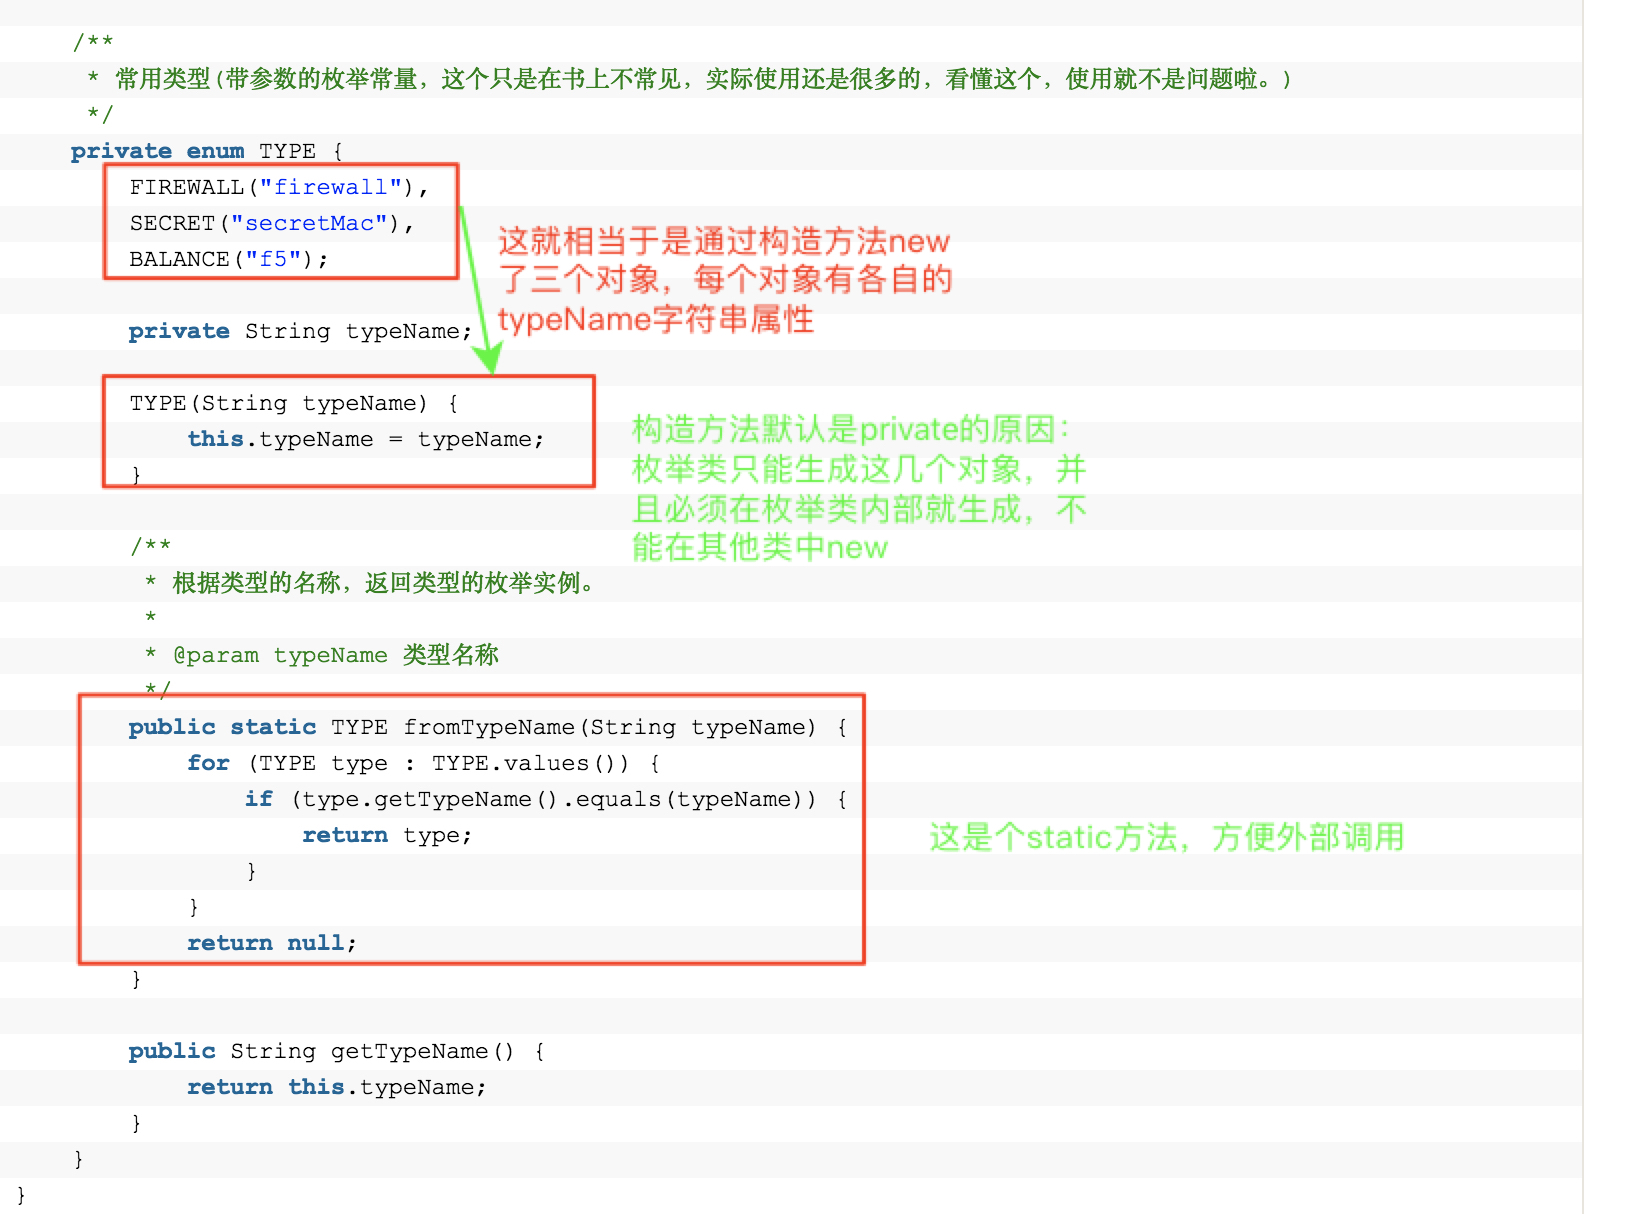 /**
 * 常用类型(带参数的枚举常量，这个只是在书上不常见，实际使用还是很多的，看懂这个，使用就不是问题啦。)
 */
private enum TYPE {
FIREWALL("firewall"),
SECRET("secretMac"),
BALANCE("f5");
这就相当于是通过构造方法new
了三个对象，每个对象有各自的
typeName字符串属性
private String typeName;
TYPE(String typeName) {
this.typeName = typeName;
}
构造方法默认是private的原因：
枚举类只能生成这几个对象，并
且必须在枚举类内部就生成，不
能在其他类中new
/**
 * 根据类型的名称，返回类型的枚举实例。
 *
 * @param typeName 类型名称
 */
public static TYPE fromTypeName(String typeName) {
for (TYPE type : TYPE.values()) {
if (type.getTypeName().equals(typeName)) {
return type;
}
}
return null;
}
这是个static方法，方便外部调用
public String getTypeName() {
return this.typeName;
}
}
}